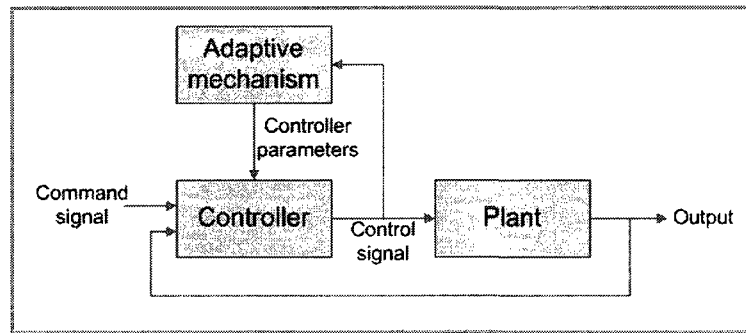 Adaptive
mechanism
Controller
parameters
Command
signal
Controller
Control
signal
Plant
Output